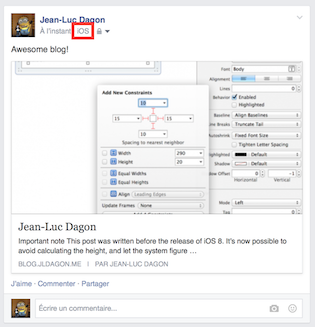 Jean-Luc Dagon
À l'instant · iOS
Awesome blog!
Add New Constraints
10
15
15
10
Spacing to nearest neighbor
Width 290
Height 20
Equal Widths
Equal Heights
Align Leading Edges
Update Frames None
Font Body
Alignment
Lines 0
Behavior Enabled
Highlighted
Baseline Align Baselines
Line Breaks Truncate Tail
Autoshrink Fixed Font Size
Tighten Letter Spacing
Highlighted Default
Shadow Default
Shadow Offset 0 -1
Horizontal Vertical
Mode Left
Tag 0
Jean-Luc Dagon
Important note This post was written before the release of iOS 8. It's now possible to
avoid calculating the height, and let the system figure ...
BLOG.JLDAGON.ME | PAR JEAN-LUC DAGON
J'aime · Commenter · Partager
Écrire un commentaire...